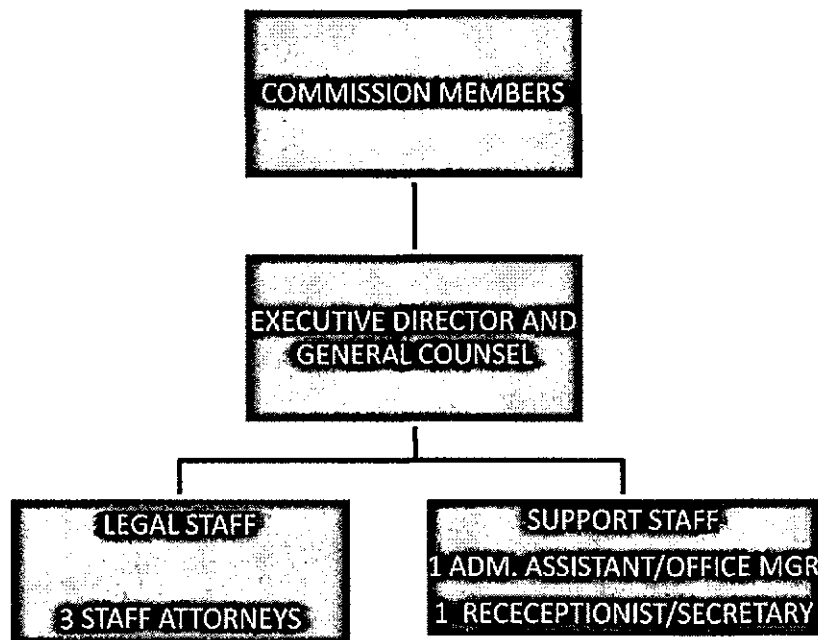 COMMISSION MEMBERS
EXECUTIVE DIRECTOR AND
GENERAL COUNSEL
LEGAL STAFF
3 STAFF ATTORNEYS
SUPPORT STAFF
1 ADM. ASSISTANT/OFFICE MGR
1 RECECEPTIONIST/SECRETARY